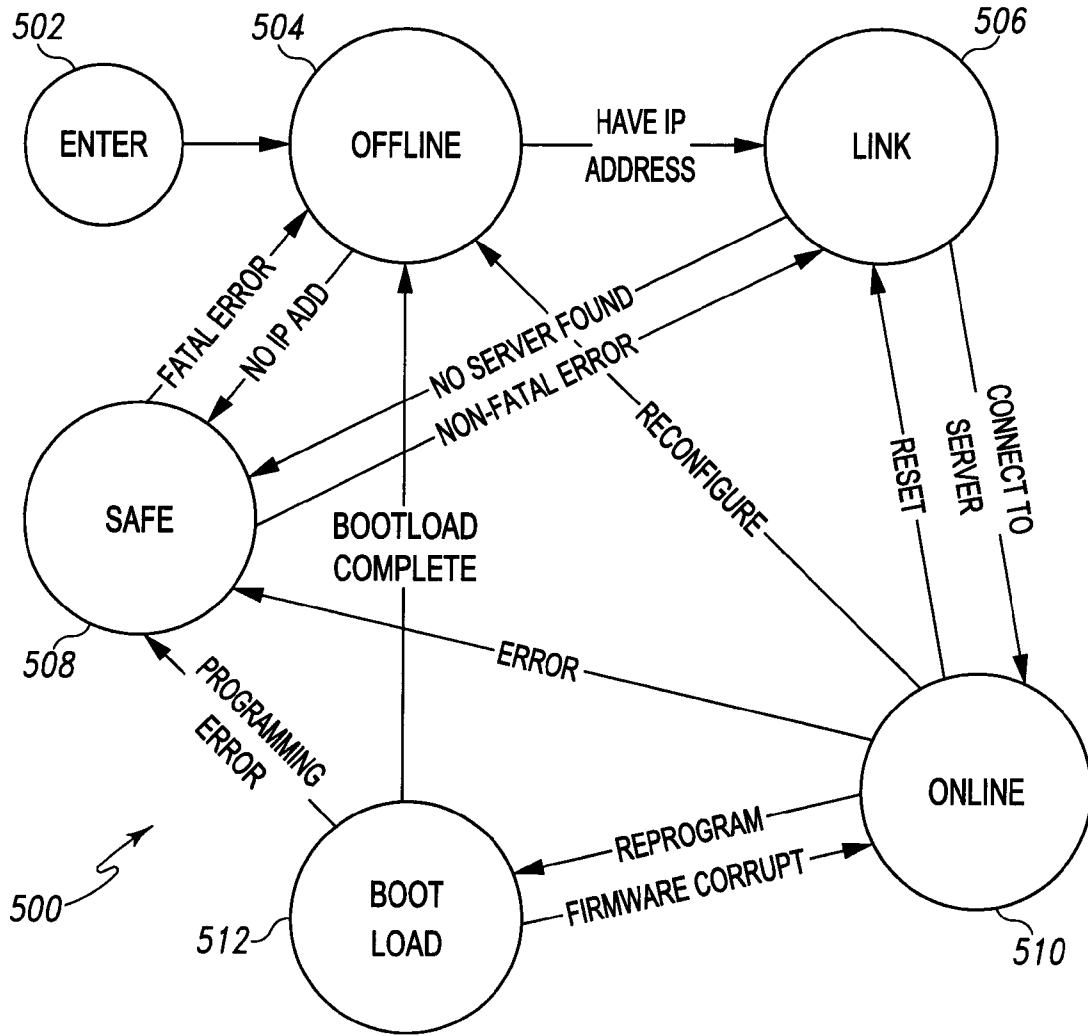 502
504
506
ENTER
OFFLINE
HAVE IP
ADDRESS
LINK
FATAL ERROR
NO IP ADD
NO SERVER FOUND
NON-FATAL ERROR
RECONFIGURE
RESET
CONNECT TO
SERVER
SAFE
508
BOOTLOAD
COMPLETE
ERROR
PROGRAMMING
ERROR
ONLINE
510
REPROGRAM
FIRMWARE CORRUPT
BOOT
LOAD
512
500